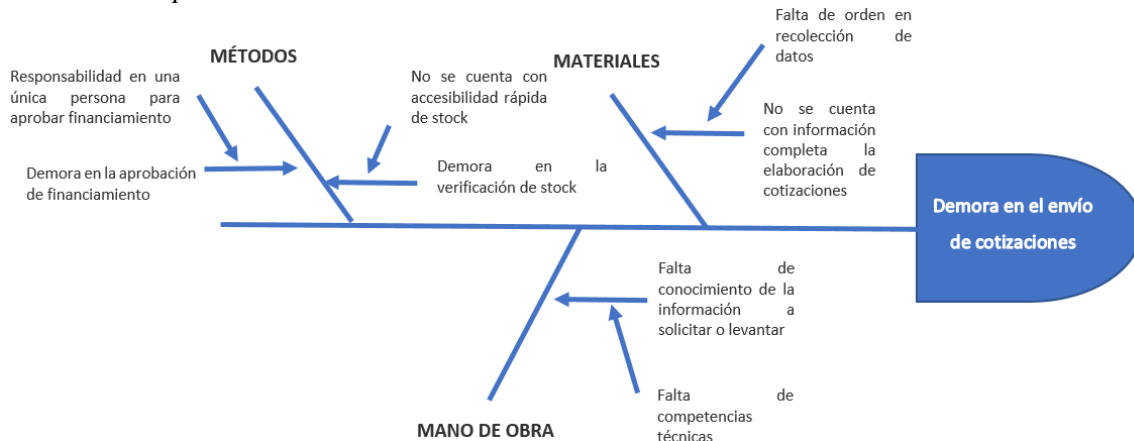 MÉTODOS
Responsabilidad en una
única persona para
aprobar financiamiento
Demora en la aprobación
de financiamiento
No se cuenta con
accesibilidad rápida
de stock
Demora en la
verificación de stock
MATERIALES
Falta de orden en
recolección de
datos
No se cuenta
con información
completa la
elaboración de
cotizaciones
Demora en el envío
de cotizaciones
Falta de
conocimiento de la
información a
solicitar o levantar
Falta de
competencias
técnicas
MANO DE OBRA